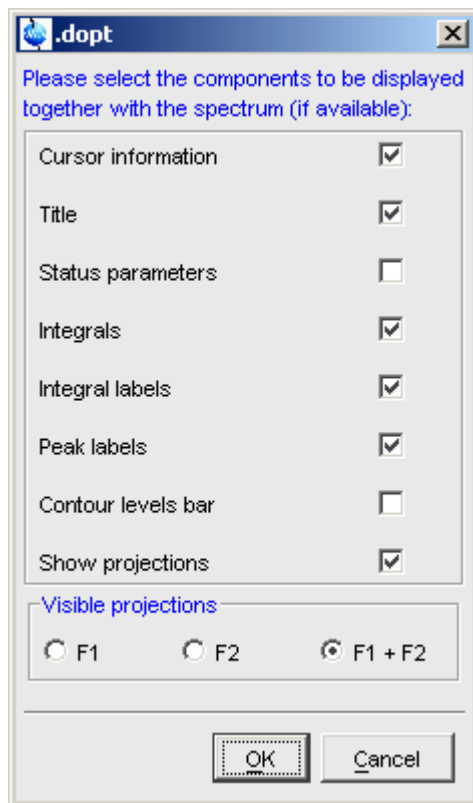 .dopt
Please select the components to be displayed
together with the spectrum (if available):
Cursor information
Title
Status parameters
Integrals
Integral labels
Peak labels
Contour levels bar
Show projections
Visible projections
F1 F2 F1 + F2
OK Cancel